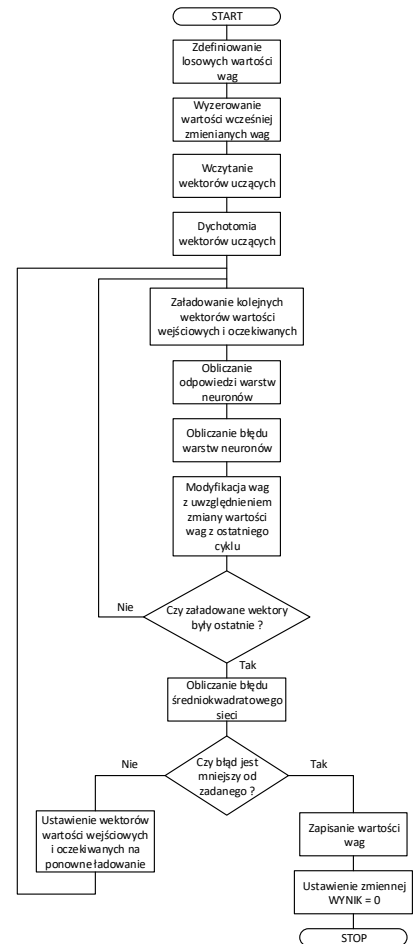 START
Zdefiniowanie
losowych wartości
wag
Wyzerowanie
wartości wcześniej
zmienianych wag
Wczytanie
wektorów uczących
Dychotomia
wektorów uczących
Załadowanie kolejnych
wektorów wartości
wejściowych i oczekiwanych
Obliczanie
odpowiedzi warstw
neuronów
Obliczanie błędu
warstw neuronów
Modyfikacja wag
z uwzględnieniem
zmiany wartości
wag z ostatniego
cyklu
Nie
Czy załadowane wektory
były ostatnie ?
Tak
Obliczanie błędu
średniokwadratowego
sieci
Nie
Czy błąd jest
mniejszy od
zadanego ?
Tak
Ustawienie wektorów
wartości wejściowych
i oczekiwanych na
ponowne ładowanie
Zapisanie wartości
wag
Ustawienie zmiennej
WYNIK = 0
STOP